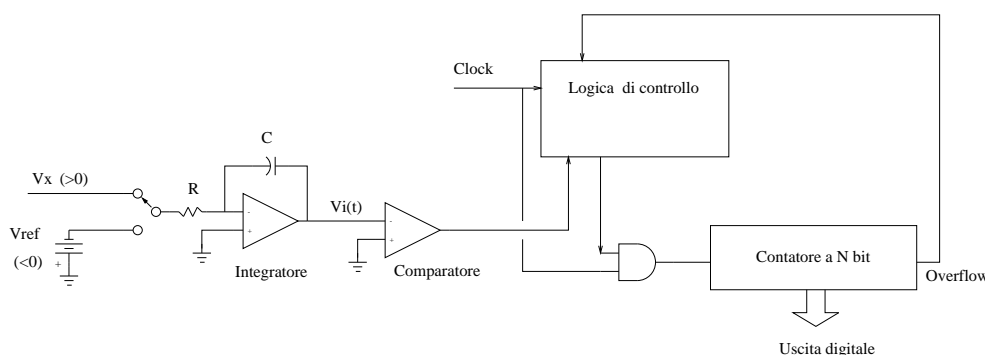 Clock
Logica di controllo
C
Vx (>0)
R
Vi(t)
-
+
-
+
Vref
(<0)
+
Integratore
Comparatore
Contatore a N bit
Overflow
Uscita digitale